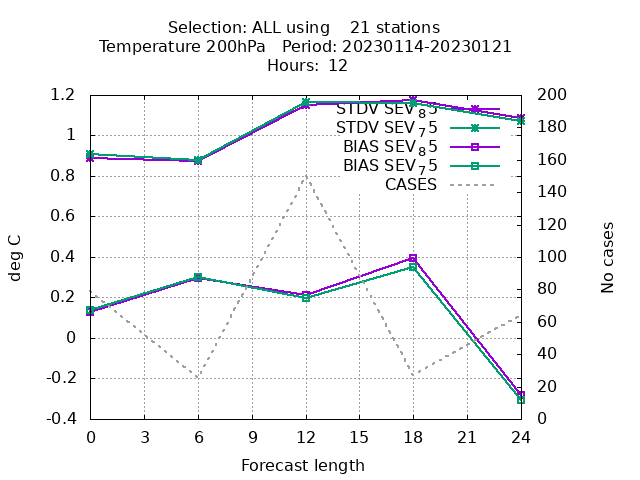 Selection: ALL using    21 stations
Temperature 200hPa   Period: 20230114-20230121
Hours: 12
1.2
1
0.8
0.6
0.4
0.2
0
-0.2
-0.4
deg C
STDV SEV85
STDV SEV75
BIAS SEV85
BIAS SEV75
CASES
200
180
160
140
120
100
80
60
40
20
0
No cases
0 3 6 9 12 15 18 21 24
Forecast length